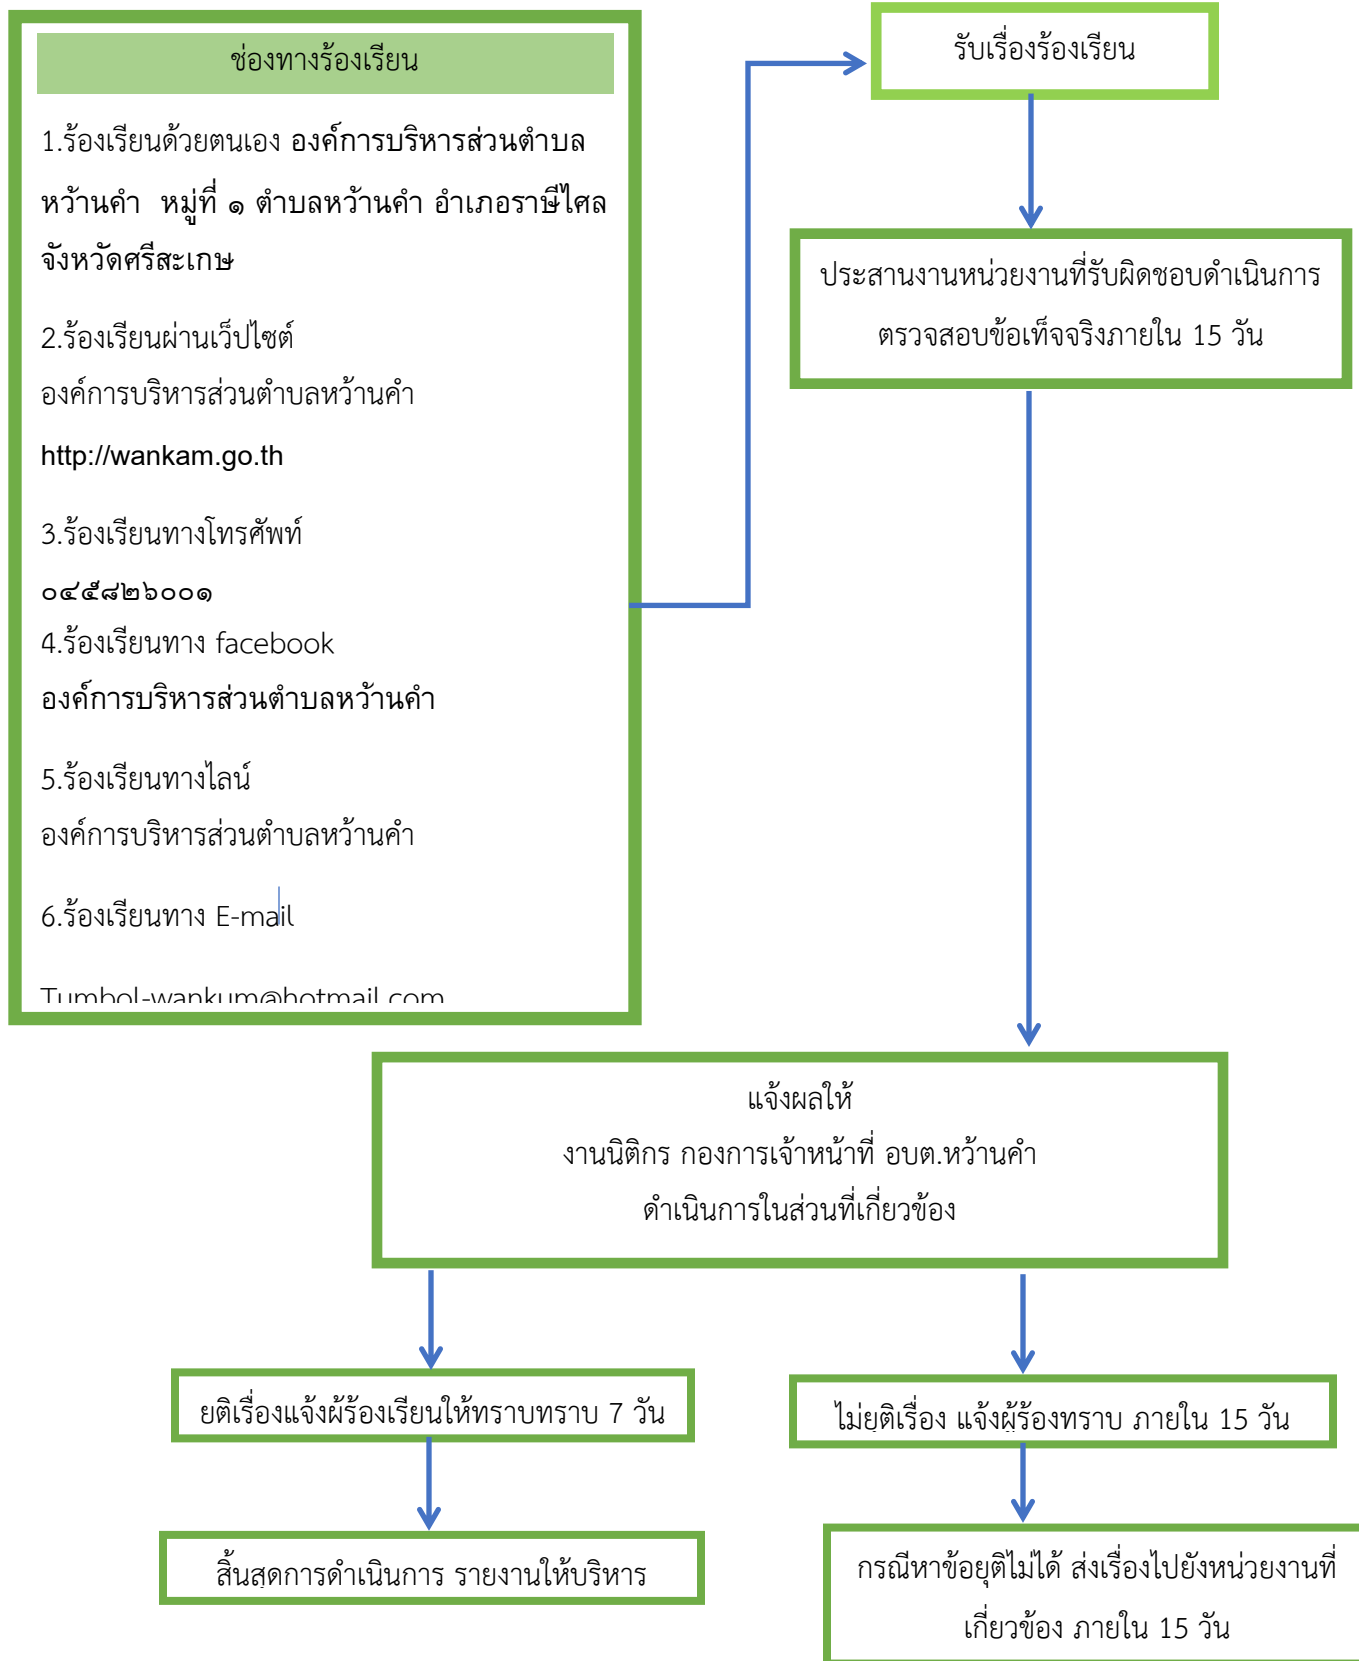 ช่องทางร้องเรียน
1.ร้องเรียนด้วยตนเอง องค์การบริหารส่วนตำบล
หว้านคำ หมู่ที่ ๑ ตำบลหว้านคำ อำเภอราษีไศล
จังหวัดศรีสะเกษ
2.ร้องเรียนผ่านเว็ปไซต์
องค์การบริหารส่วนตำบลหว้านคำ
http://wankam.go.th
3.ร้องเรียนทางโทรศัพท์
๐๔๕๘๒๖๐๐๑
4.ร้องเรียนทาง facebook
องค์การบริหารส่วนตำบลหว้านคำ
5.ร้องเรียนทางไลน์
องค์การบริหารส่วนตำบลหว้านคำ
6.ร้องเรียนทาง E-mail
Tumbol-wankum@hotmail.com
รับเรื่องร้องเรียน
ประสานงานหน่วยงานที่รับผิดชอบดำเนินการ
ตรวจสอบข้อเท็จจริงภายใน 15 วัน
แจ้งผลให้
งานนิติกร กองการเจ้าหน้าที่ อบต.หว้านคำ
ดำเนินการในส่วนที่เกี่ยวข้อง
ยุติเรื่องแจ้งผู้ร้องเรียนให้ทราบทราบ 7 วัน
ไม่ยุติเรื่อง แจ้งผู้ร้องทราบ ภายใน 15 วัน
สิ้นสุดการดำเนินการ รายงานให้บริหาร
กรณีหาข้อยุติไม่ได้ ส่งเรื่องไปยังหน่วยงานที่
เกี่ยวข้อง ภายใน 15 วัน